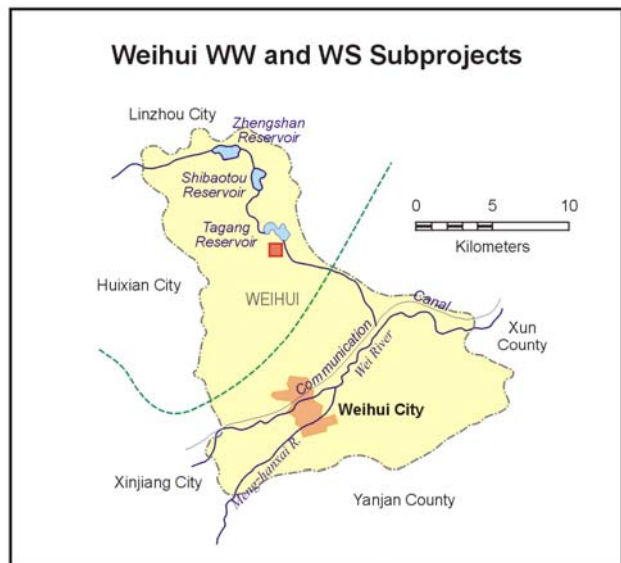 Weihui WW and WS Subprojects
Linzhou City
Zhengshan
Reservoir
Shibaotou
Reservoir
Tagang
Reservoir
0 5 10
Kilometers
Huixian City
WEIHUI
Canal
Communication
Wei River
Xun
County
Weihui City
Xinjiang City
Meng-hanxai R.
Yanjan County